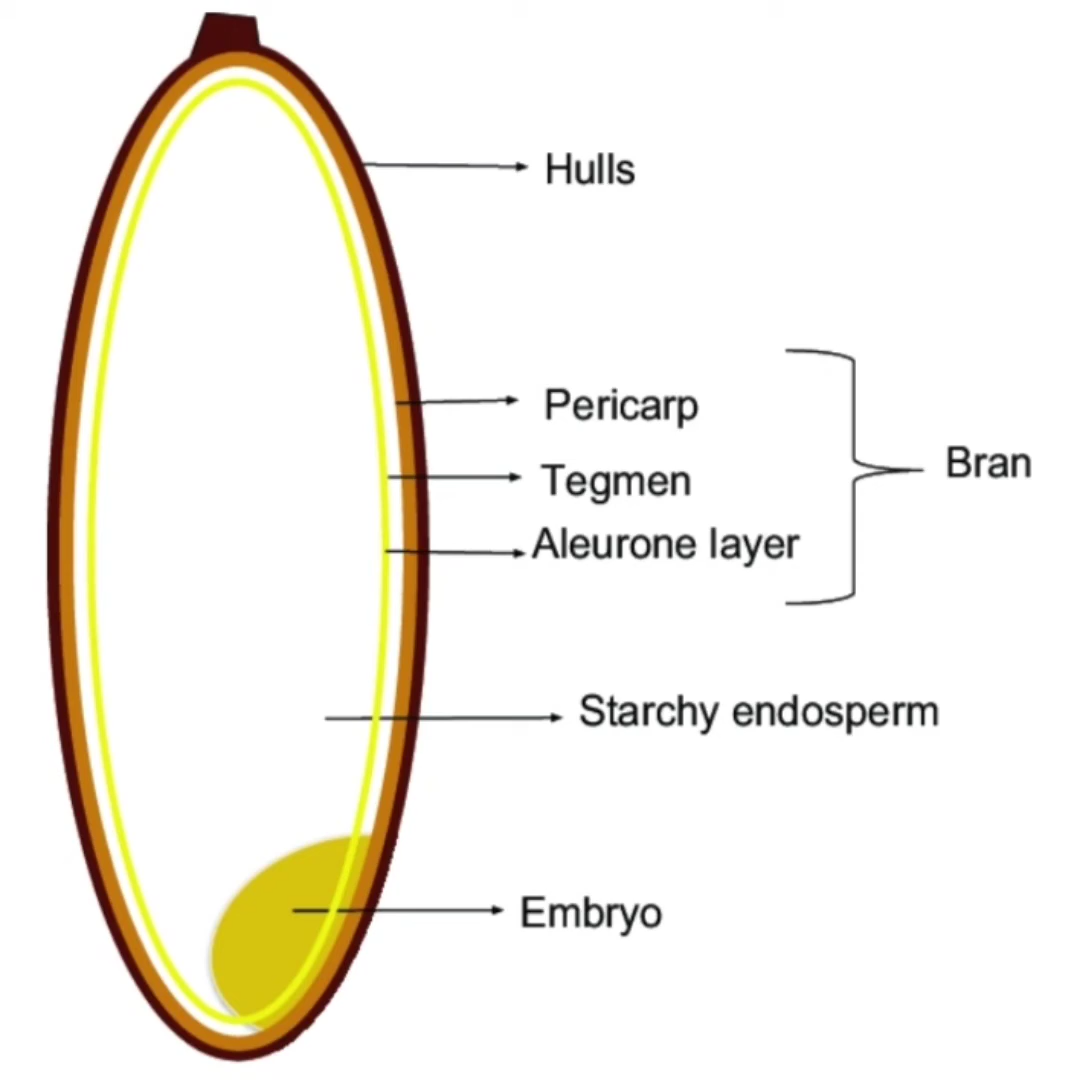 Hulls
Pericarp
Tegmen
Aleurone layer
Bran
Starchy endosperm
Embryo